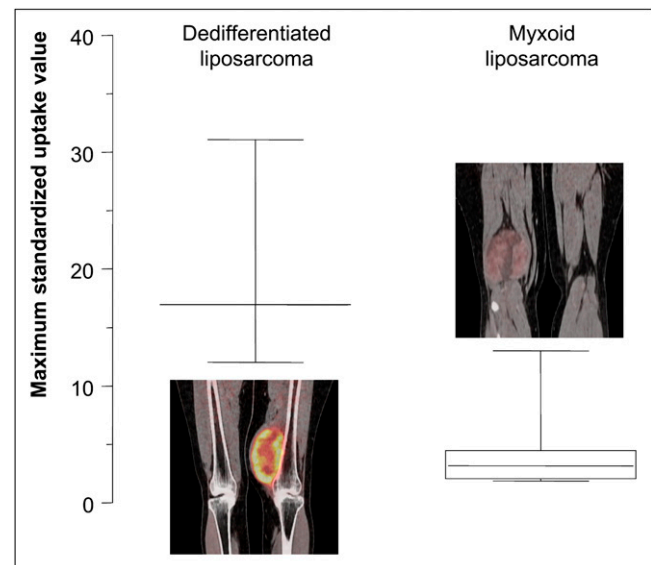 Maximum standardized uptake value
40
30
20
10
0
Dedifferentiated
liposarcoma
Myxoid
liposarcoma